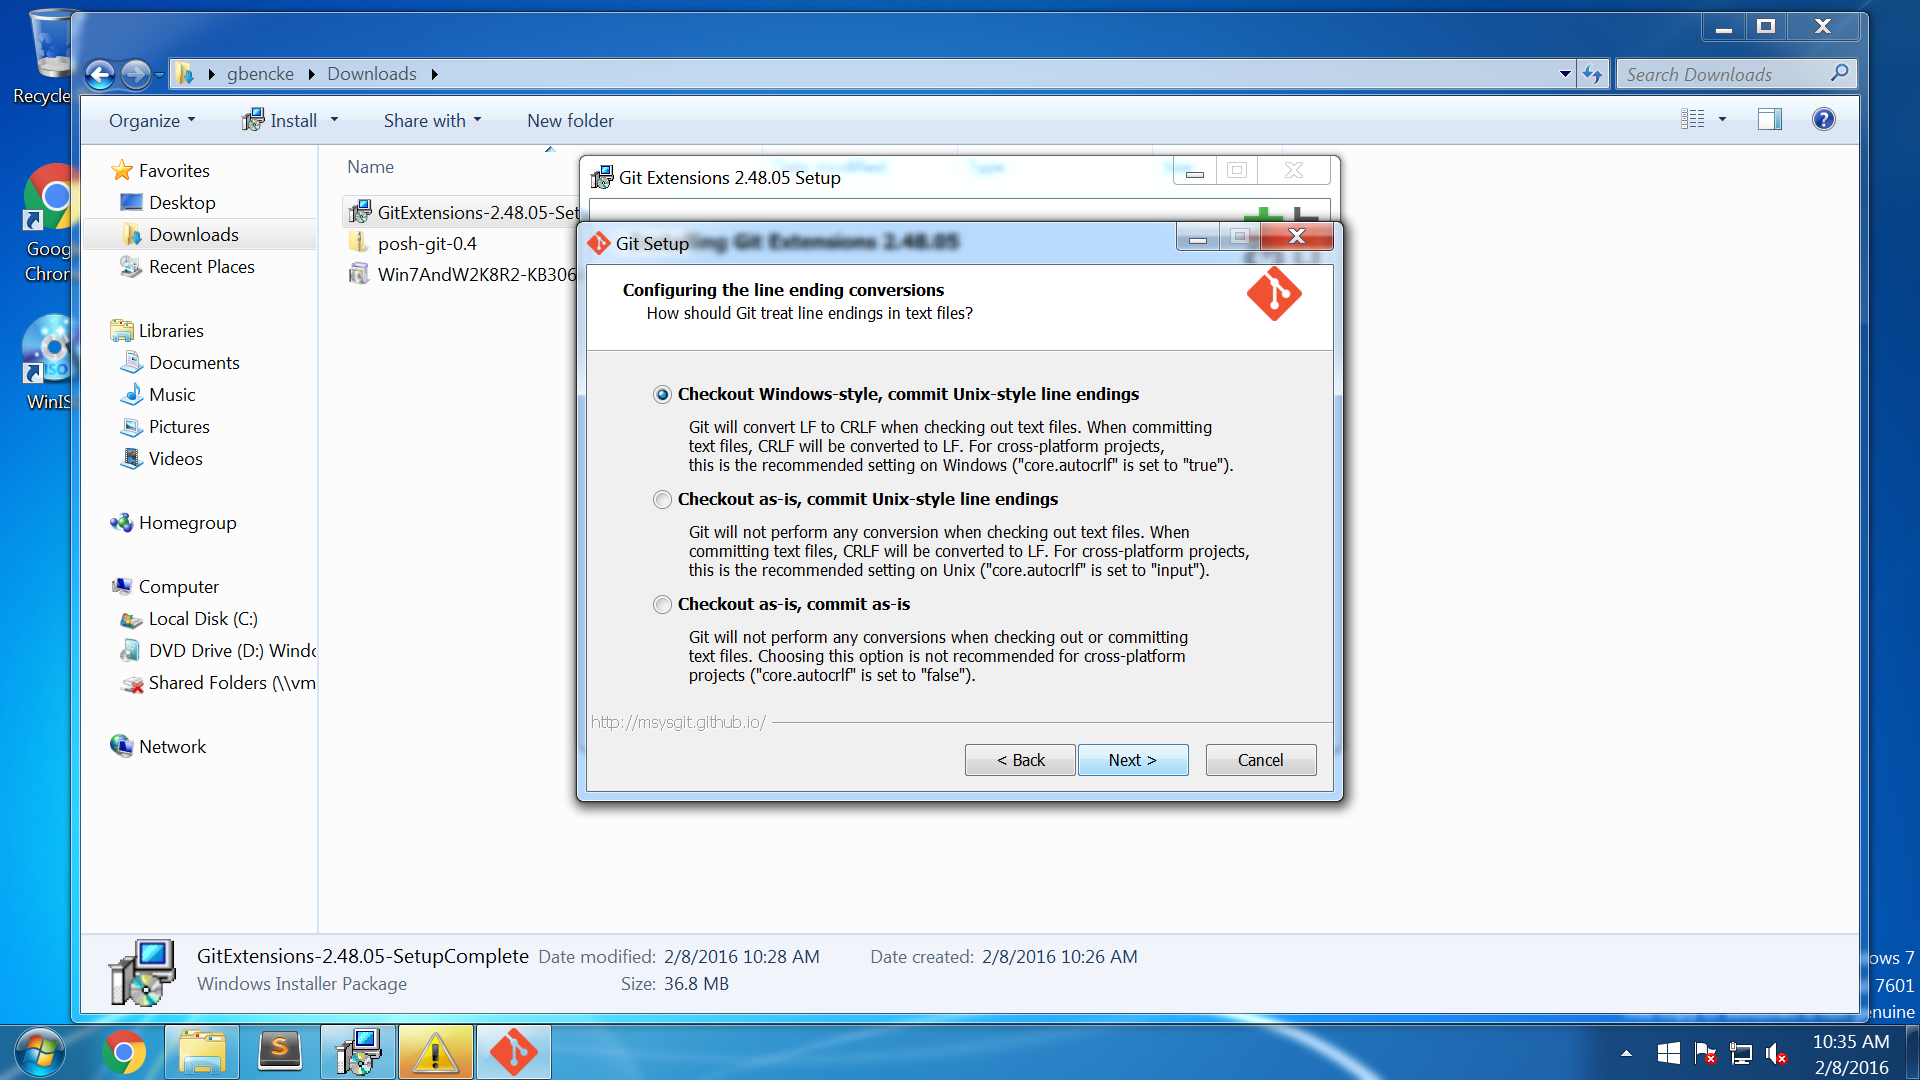 Recycle
gbencke
Downloads
Search Downloads
Organize
Install
Share with
New folder
Name
Favorites
Desktop
Downloads
Recent Places
Libraries
Documents
Music
Pictures
Videos
Homegroup
Computer
Local Disk (C:)
DVD Drive (D:) Windo
Shared Folders (\\vm
Network
Goog
Chron
WinIS
GitExtensions-2.48.05-Set
posh-git-0.4
Win7AndW2K8R2-KB306
Git Extensions 2.48.05 Setup
Git Setup
Configuring the line ending conversions
How should Git treat line endings in text files?
Checkout Windows-style, commit Unix-style line endings
Git will convert LF to CRLF when checking out text files. When committing
text files, CRLF will be converted to LF. For cross-platform projects,
this is the recommended setting on Windows ("core.autocrlf" is set to "true").
Checkout as-is, commit Unix-style line endings
Git will not perform any conversion when checking out text files. When
committing text files, CRLF will be converted to LF. For cross-platform projects,
this is the recommended setting on Unix ("core.autocrlf" is set to "input").
Checkout as-is, commit as-is
Git will not perform any conversions when checking out or committing
text files. Choosing this option is not recommended for cross-platform
projects ("core.autocrlf" is set to "false").
http://msysgit.github.io/
< Back
Next >
Cancel
GitExtensions-2.48.05-SetupComplete
Date modified: 2/8/2016 10:28 AM
Date created: 2/8/2016 10:26 AM
Windows Installer Package
Size: 36.8 MB
ows 7
7601
enuine
10:35 AM
2/8/2016